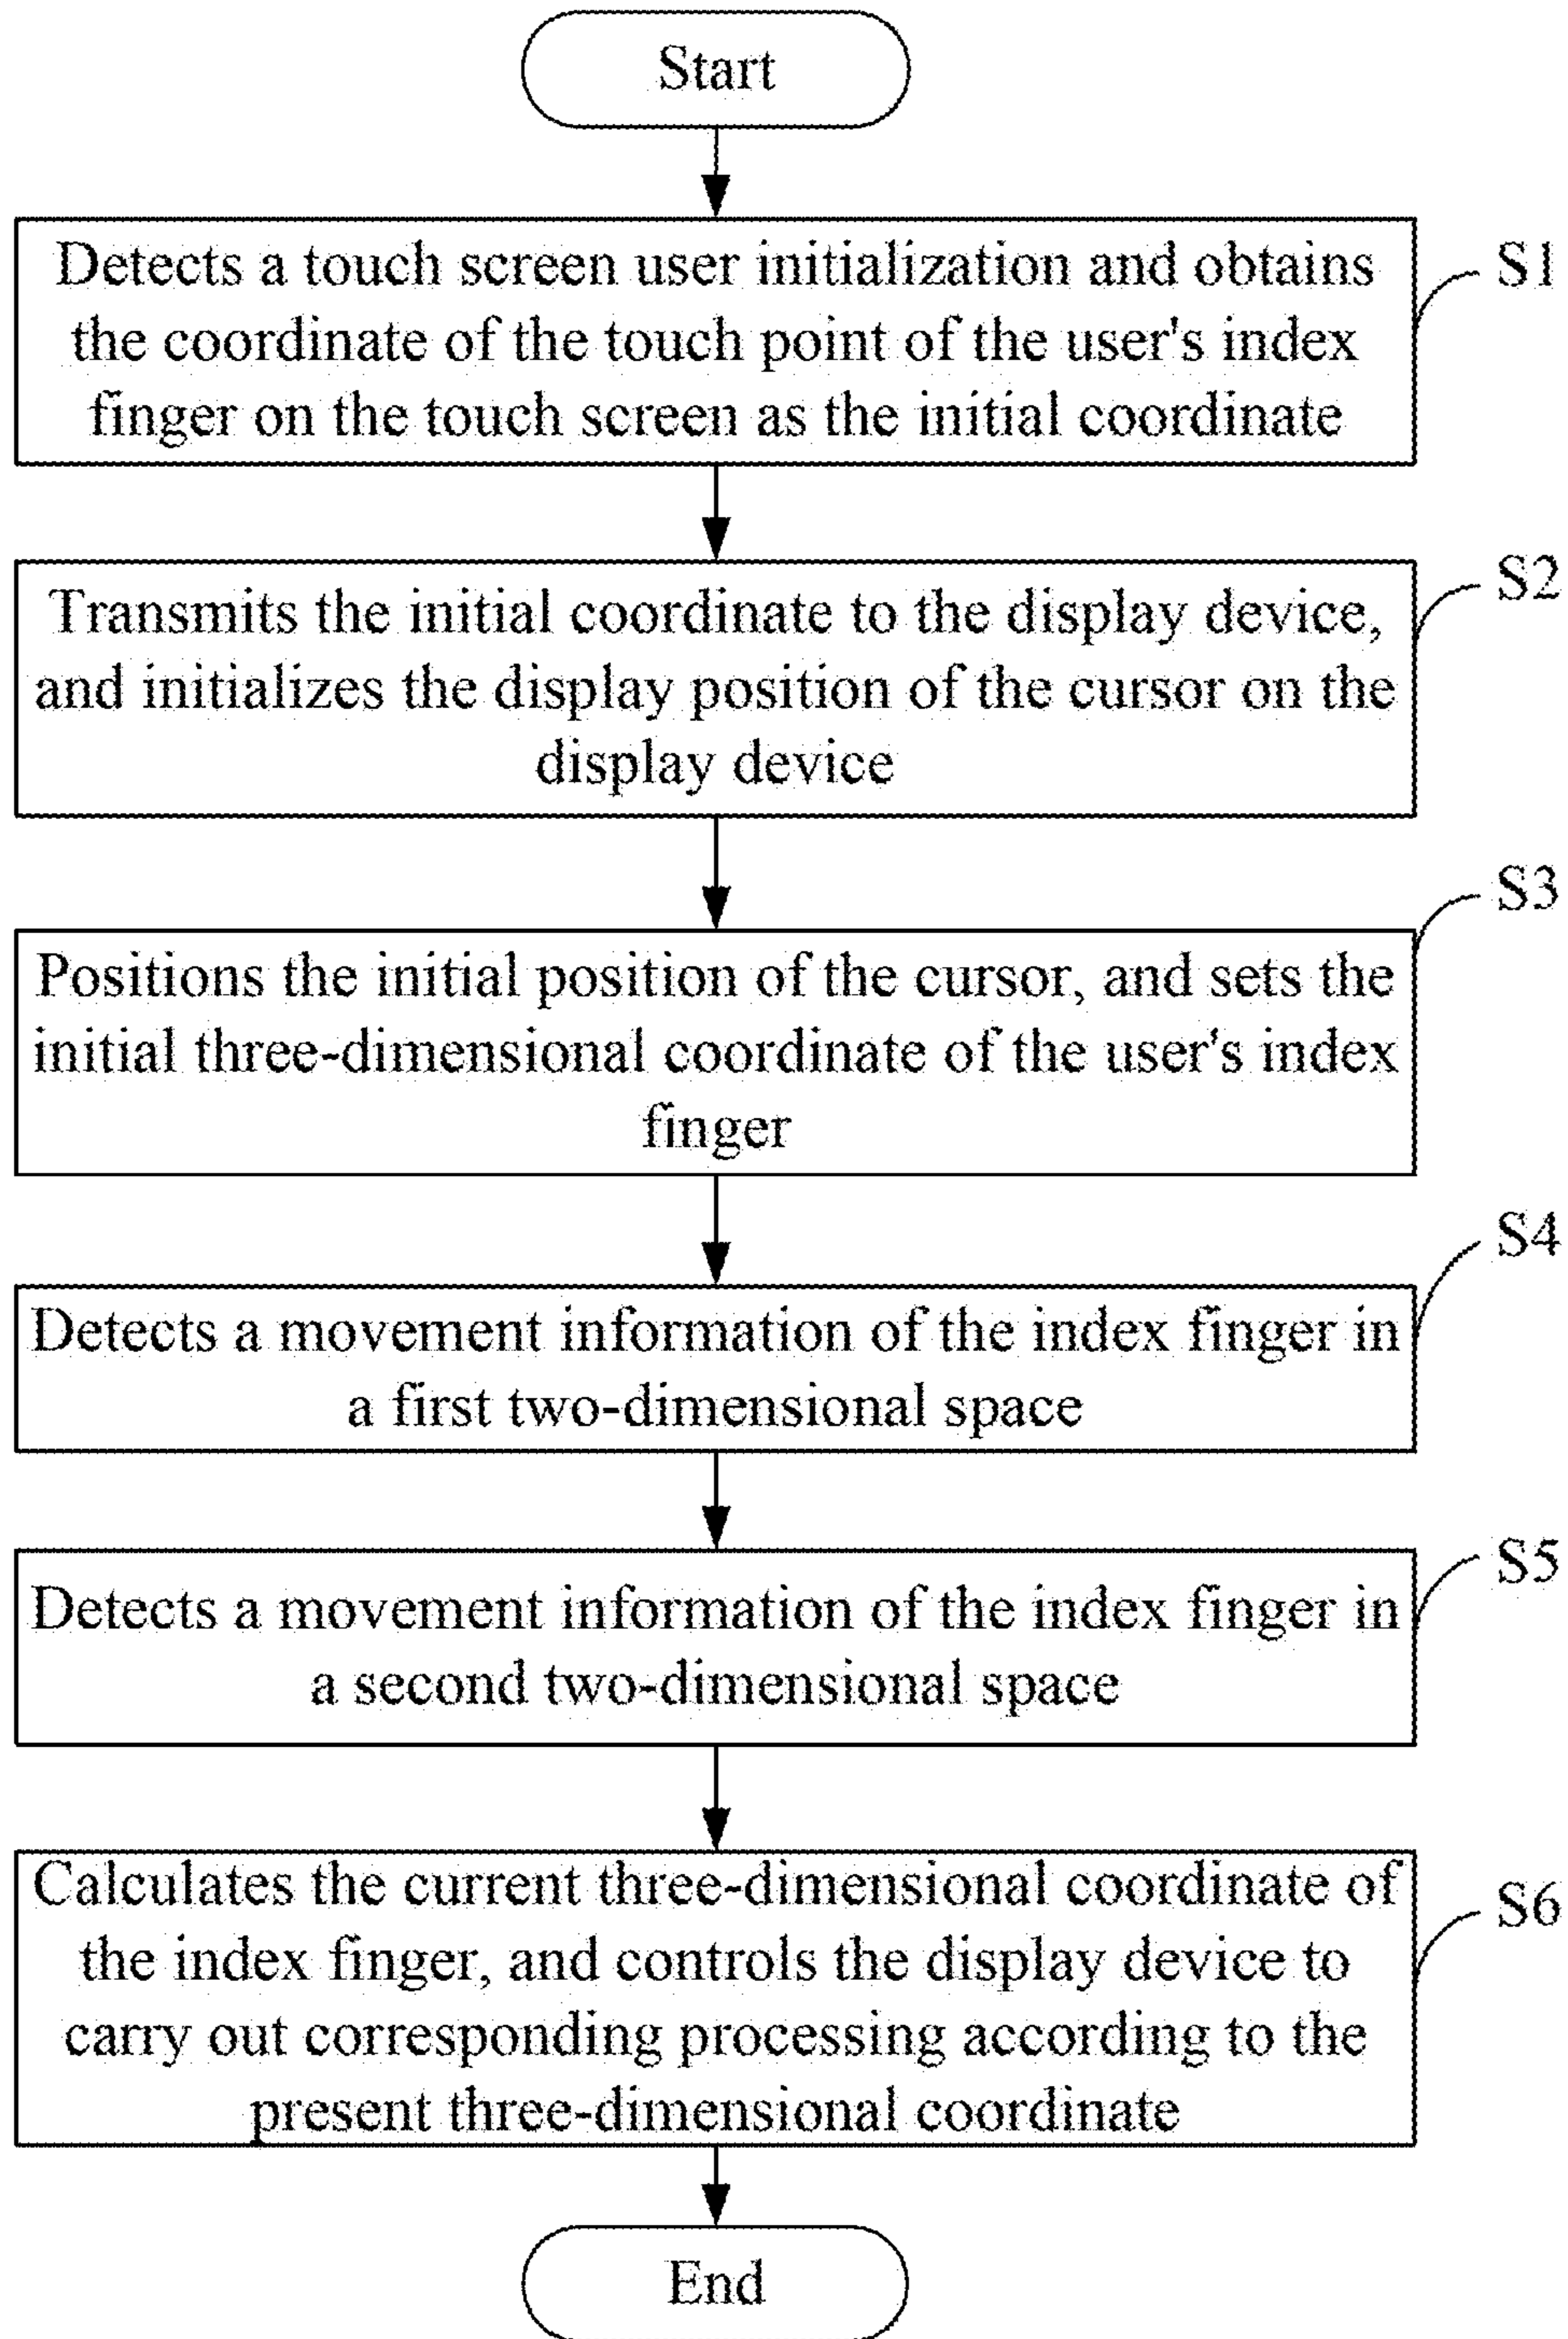 Start
Detects a touch screen user initialization and obtains
the coordinate of the touch point of the user's index
finger on the touch screen as the initial coordinate
S1
Transmits the initial coordinate to the display device,
and initializes the display position of the cursor on the
display device
S2
Positions the initial position of the cursor, and sets the
initial three-dimensional coordinate of the user's index
finger
S3
Detects a movement information of the index finger in
a first two-dimensional space
S4
Detects a movement information of the index finger in
a second two-dimensional space
S5
Calculates the current three-dimensional coordinate of
the index finger, and controls the display device to
carry out corresponding processing according to the
present three-dimensional coordinate
S6
End